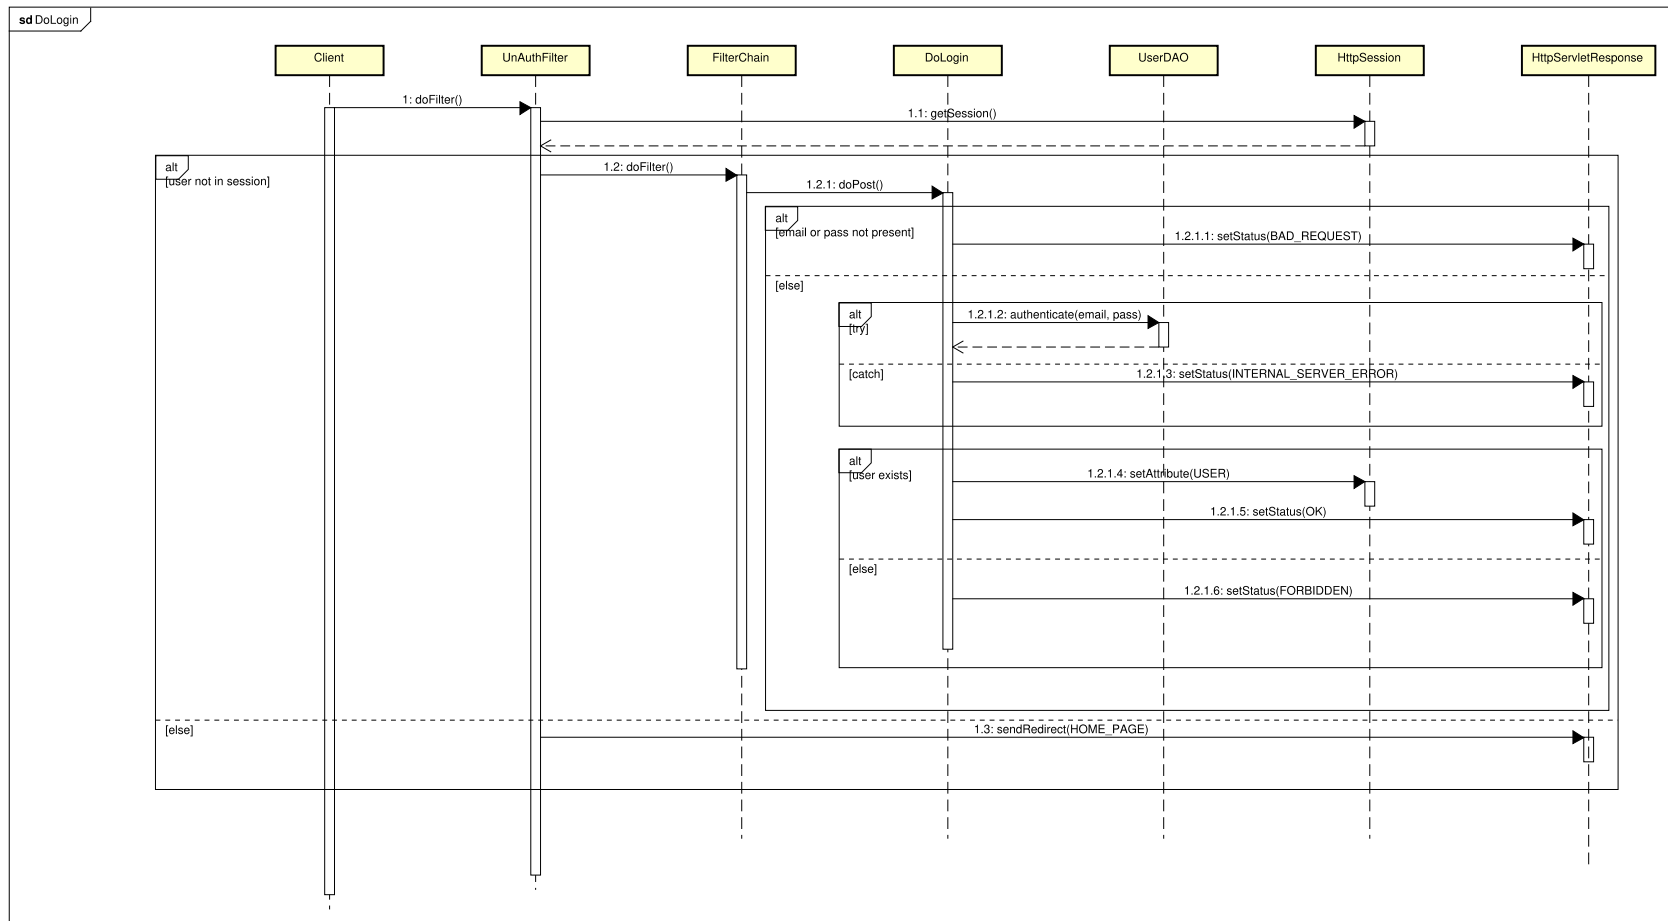 sd DoLogin
Client
UnAuthFilter
FilterChain
DoLogin
UserDAO
HttpSession
HttpServletResponse
1: doFilter()
1.1: getSession()
alt
[user not in session]
1.2: doFilter()
1.2.1: doPost()
alt
[email or pass not present]
1.2.1.1: setStatus(BAD_REQUEST)
[else]
alt
[try]
1.2.1.2: authenticate(email, pass)
[catch]
1.2.1.3: setStatus(INTERNAL_SERVER_ERROR)
alt
[user exists]
1.2.1.4: setAttribute(USER)
1.2.1.5: setStatus(OK)
[else]
1.2.1.6: setStatus(FORBIDDEN)
[else]
1.3: sendRedirect(HOME_PAGE)